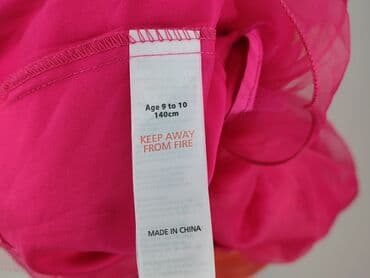 Age 9 to 10
140cm
KEEP AWAY
FROM FIRE
MADE IN CHINA